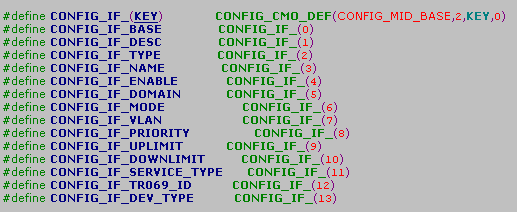 #define CONFIG_IF_(KEY) CONFIG_CMO_DEF(CONFIG_MID_BASE,2,KEY,0)
#define CONFIG_IF_BASE CONFIG_IF_(0)
#define CONFIG_IF_DESC CONFIG_IF_(1)
#define CONFIG_IF_TYPE CONFIG_IF_(2)
#define CONFIG_IF_NAME CONFIG_IF_(3)
#define CONFIG_IF_ENABLE CONFIG_IF_(4)
#define CONFIG_IF_DOMAIN CONFIG_IF_(5)
#define CONFIG_IF_MODE CONFIG_IF_(6)
#define CONFIG_IF_VLAN CONFIG_IF_(7)
#define CONFIG_IF_PRIORITY CONFIG_IF_(8)
#define CONFIG_IF_UPLIMIT CONFIG_IF_(9)
#define CONFIG_IF_DOWNLIMIT CONFIG_IF_(10)
#define CONFIG_IF_SERVICE_TYPE CONFIG_IF_(11)
#define CONFIG_IF_TR069_ID CONFIG_IF_(12)
#define CONFIG_IF_DEV_TYPE CONFIG_IF_(13)